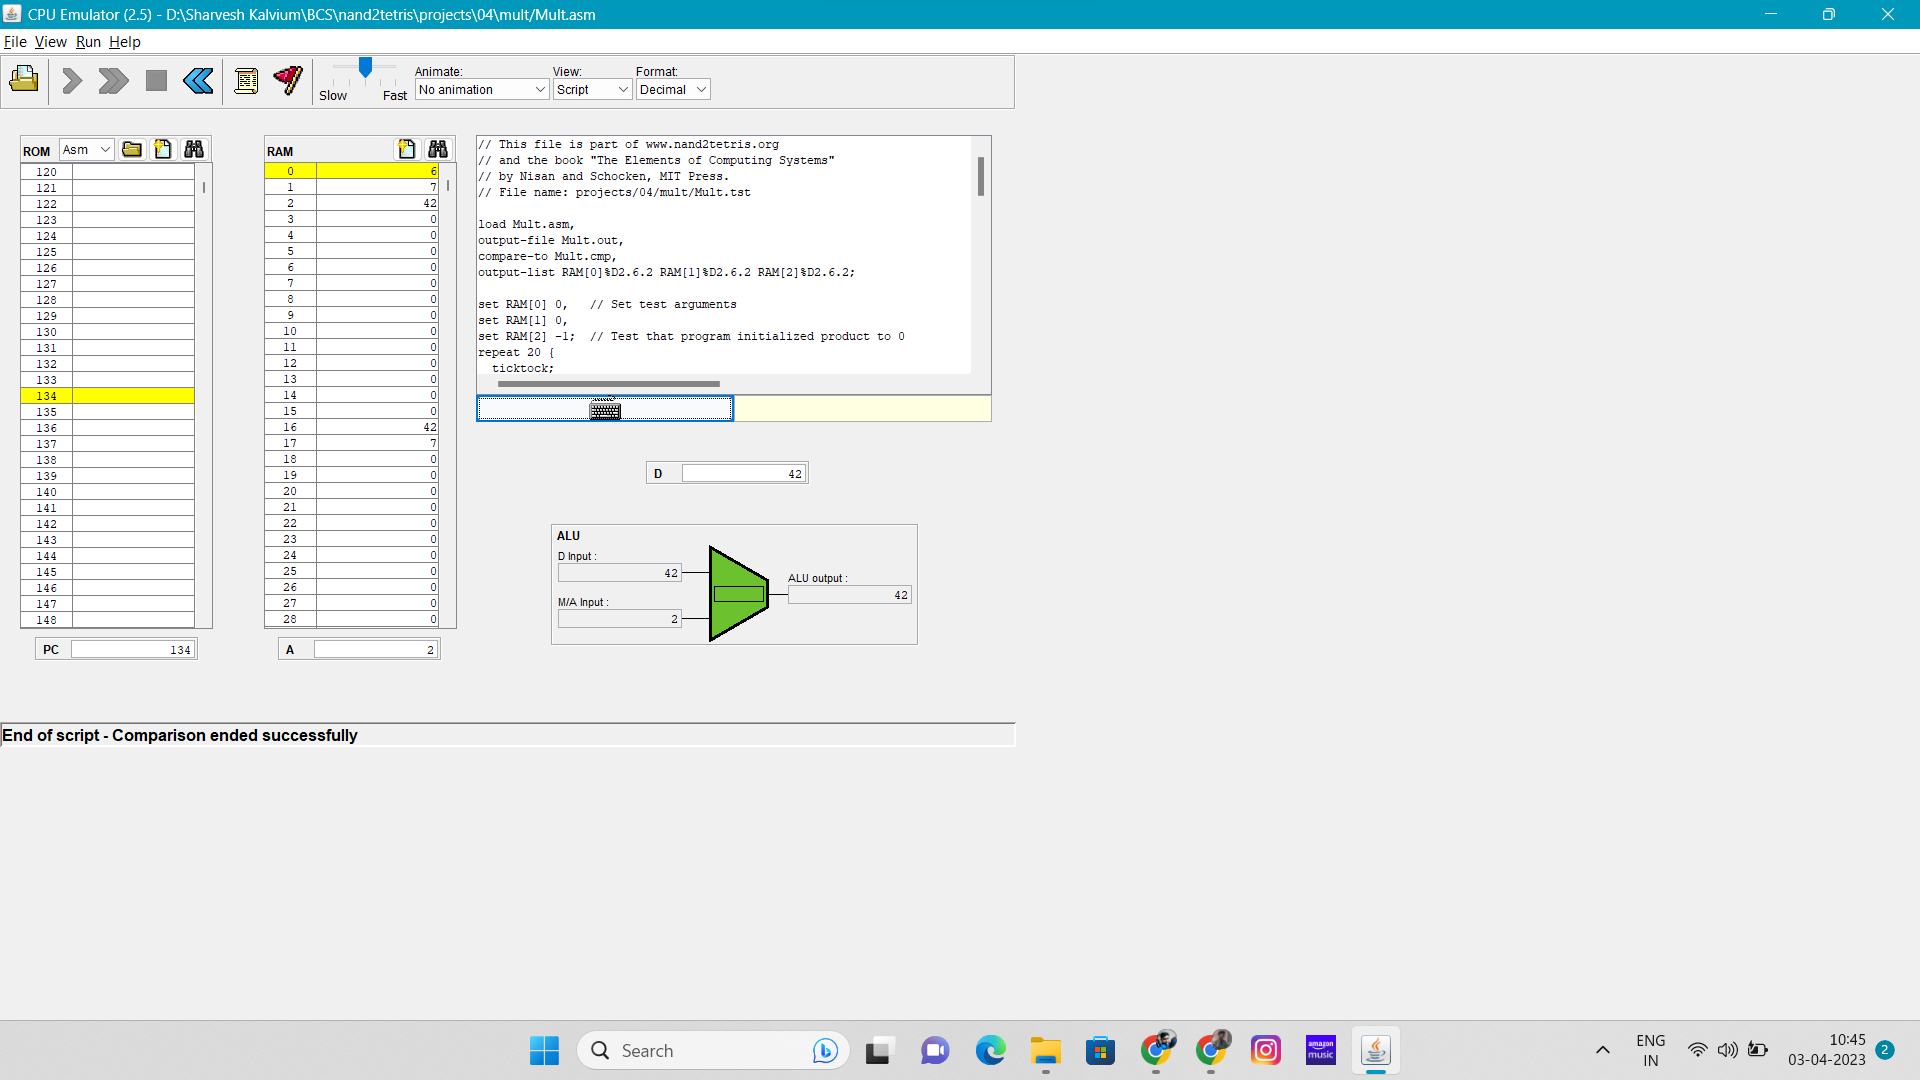 CPU Emulator (2.5) - D:\Sharvesh Kalvium\BCS\nand2tetris\projects\04\mult/Mult.asm
File View Run Help
Slow Fast
Animate: View: Format:
No animation Script Decimal
ROM Asm
120
121
122
123
124
125
126
127
128
129
130
131
132
133
134
135
136
137
138
139
140
141
142
143
144
145
146
147
148
PC 134
RAM
0 6
1 7
2 42
3 0
4 0
5 0
6 0
7 0
8 0
9 0
10 0
11 0
12 0
13 0
14 0
15 0
16 42
17 7
18 0
19 0
20 0
21 0
22 0
23 0
24 0
25 0
26 0
27 0
28 0
A 2
// This file is part of www.nand2tetris.org
// and the book "The Elements of Computing Systems"
// by Nisan and Schocken, MIT Press.
// File name: projects/04/mult/Mult.tst
load Mult.asm,
output-file Mult.out,
compare-to Mult.cmp,
output-list RAM[0]%D2.6.2 RAM[1]%D2.6.2 RAM[2]%D2.6.2;
set RAM[0] 0,   // Set test arguments
set RAM[1] 0,
set RAM[2] -1;  // Test that program initialized product to 0
repeat 20 {
ticktock;
D 42
ALU
D Input :
42
M/A Input :
2
ALU output :
42
End of script - Comparison ended successfully
Search
amazon music
ENG
IN
10:45
03-04-2023
2